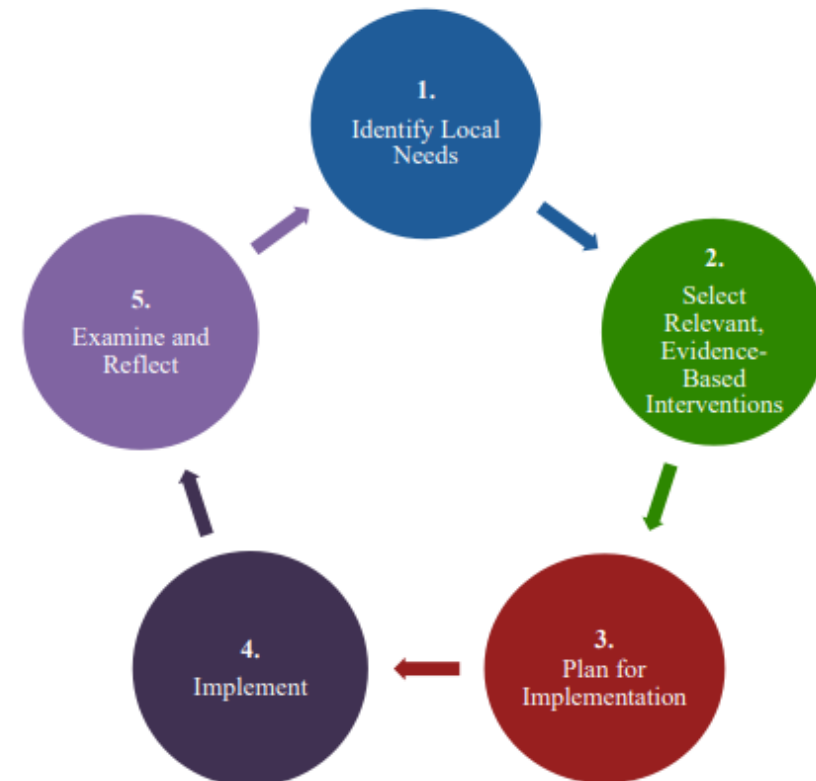 1.
Identify Local
Needs
2.
Select
Relevant,
Evidence-
Based
Interventions
3.
Plan for
Implementation
4.
Implement
5.
Examine and
Reflect